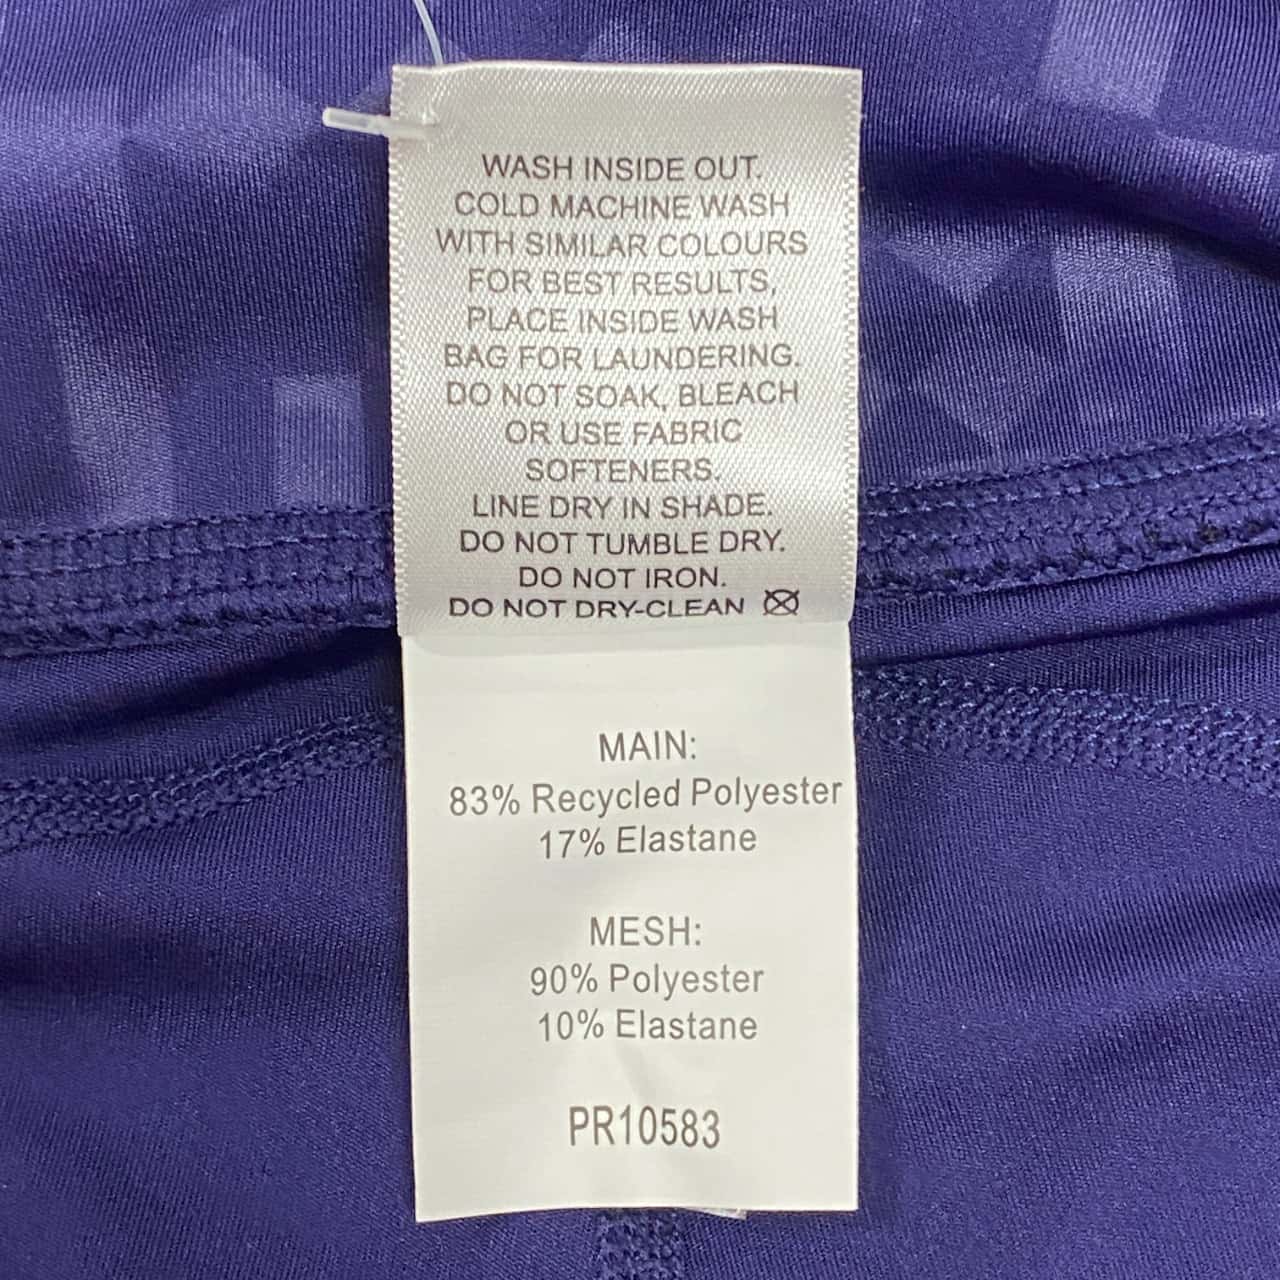 WASH INSIDE OUT.
COLD MACHINE WASH
WITH SIMILAR COLOURS
FOR BEST RESULTS,
PLACE INSIDE WASH
BAG FOR LAUNDERING.
DO NOT SOAK, BLEACH
OR USE FABRIC
SOFTENERS.
LINE DRY IN SHADE.
DO NOT TUMBLE DRY.
DO NOT IRON.
DO NOT DRY-CLEAN
MAIN:
83% Recycled Polyester
17% Elastane
MESH:
90% Polyester
10% Elastane
PR10583